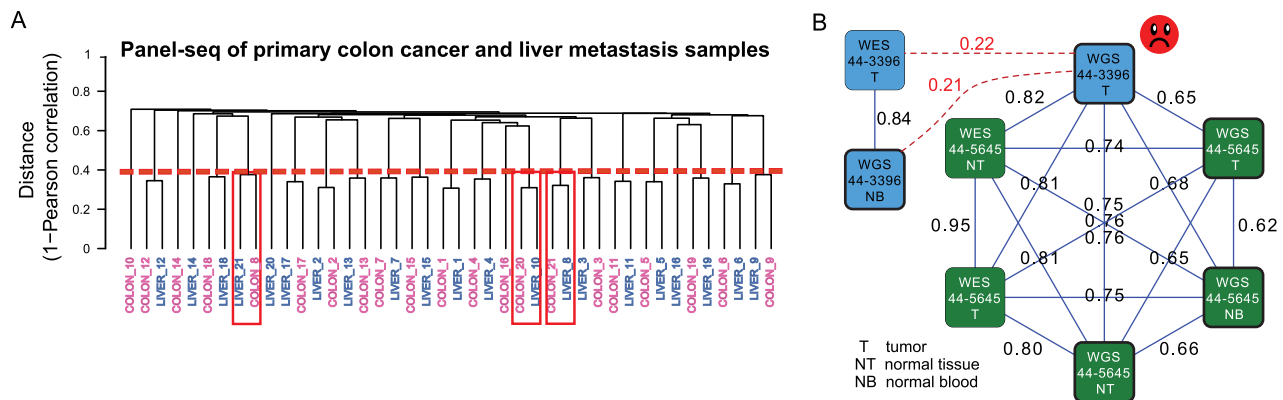 A
Panel-seq of primary colon cancer and liver metastasis samples
Distance
(1−Pearson correlation)
1
0.8
0.6
0.4
0.2
0
COLON_10
COLON_12
LIVER_12
COLON_14
LIVER_14
COLON_18
LIVER_18
LIVER_21
COLON_8
LIVER_20
LIVER_17
COLON_17
LIVER_2
COLON_2
LIVER_13
COLON_13
COLON_7
LIVER_7
COLON_15
LIVER_15
COLON_1
LIVER_1
COLON_4
LIVER_4
COLON_16
COLON_20
LIVER_10
COLON_21
LIVER_8
LIVER_3
COLON_3
COLON_11
LIVER_11
COLON_5
LIVER_5
LIVER_16
COLON_19
LIVER_19
COLON_6
LIVER_6
LIVER_9
COLON_9
B
WES
44-3396
T
0.22
WGS
44-3396
T
0.21
0.84
WGS
44-3396
NB
0.82
0.65
WES
44-5645
NT
0.74
WGS
44-5645
T
0.81
0.68
0.75
0.76
0.76
0.95
0.62
0.81
0.65
WES
44-5645
T
0.75
WGS
44-5645
NB
0.80
0.66
WGS
44-5645
NT
T tumor
NT normal tissue
NB normal blood